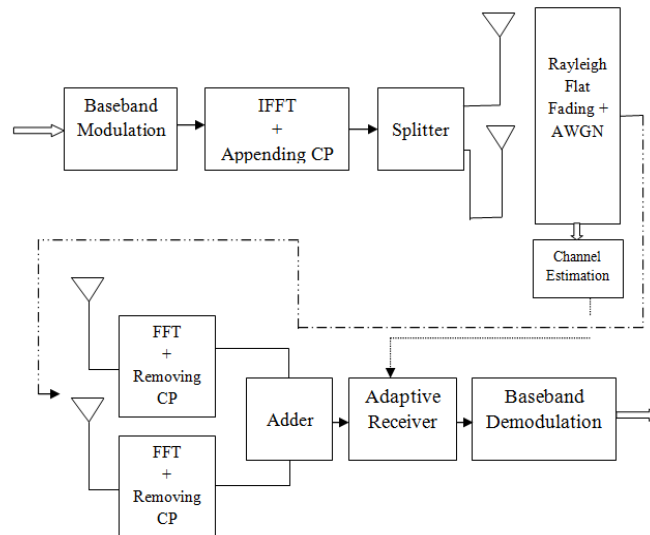 Baseband
Modulation
IFFT
+
Appending CP
Splitter
Rayleigh
Flat
Fading +
AWGN
Channel
Estimation
FFT
+
Removing
CP
Adder
Adaptive
Receiver
Baseband
Demodulation
FFT
+
Removing
CP